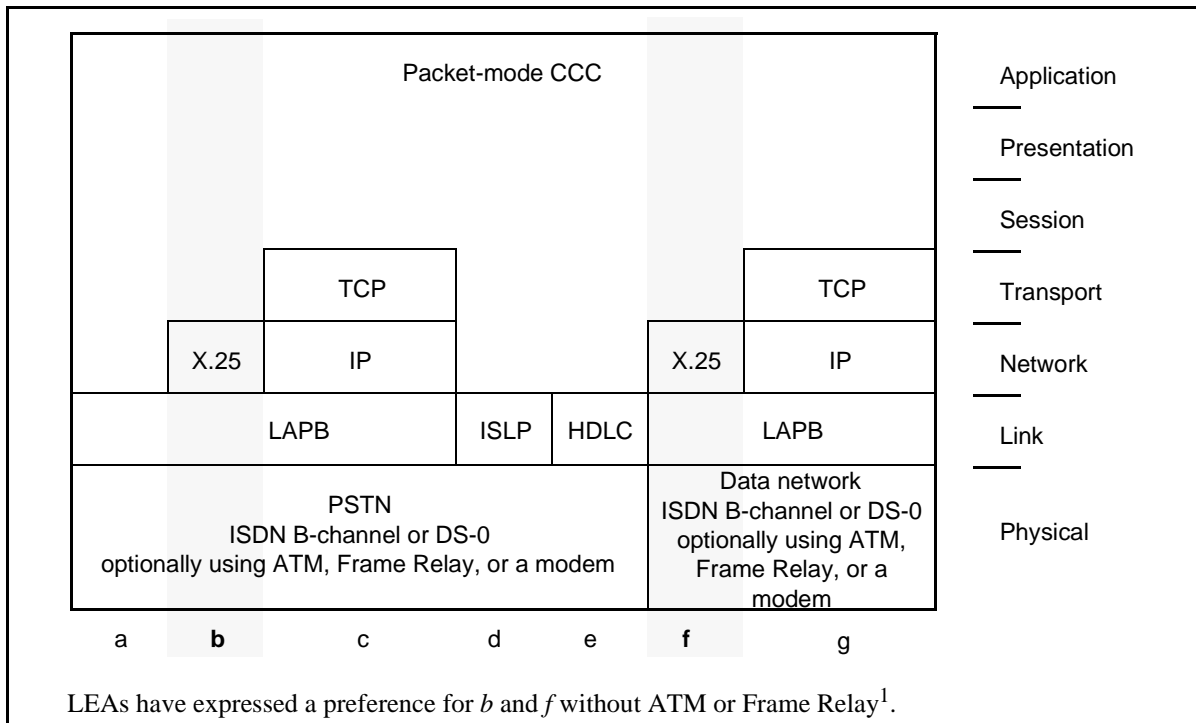 Packet-mode CCC
Application
Presentation
Session
TCP
TCP
Transport
X.25
IP
X.25
IP
Network
LAPB
ISLP
HDLC
LAPB
Link
PSTN
ISDN B-channel or DS-0
optionally using ATM, Frame Relay, or a modem
Data network
ISDN B-channel or DS-0
optionally using ATM,
Frame Relay, or a
modem
Physical
a
b
c
d
e
f
g
LEAs have expressed a preference for b and f without ATM or Frame Relay1.